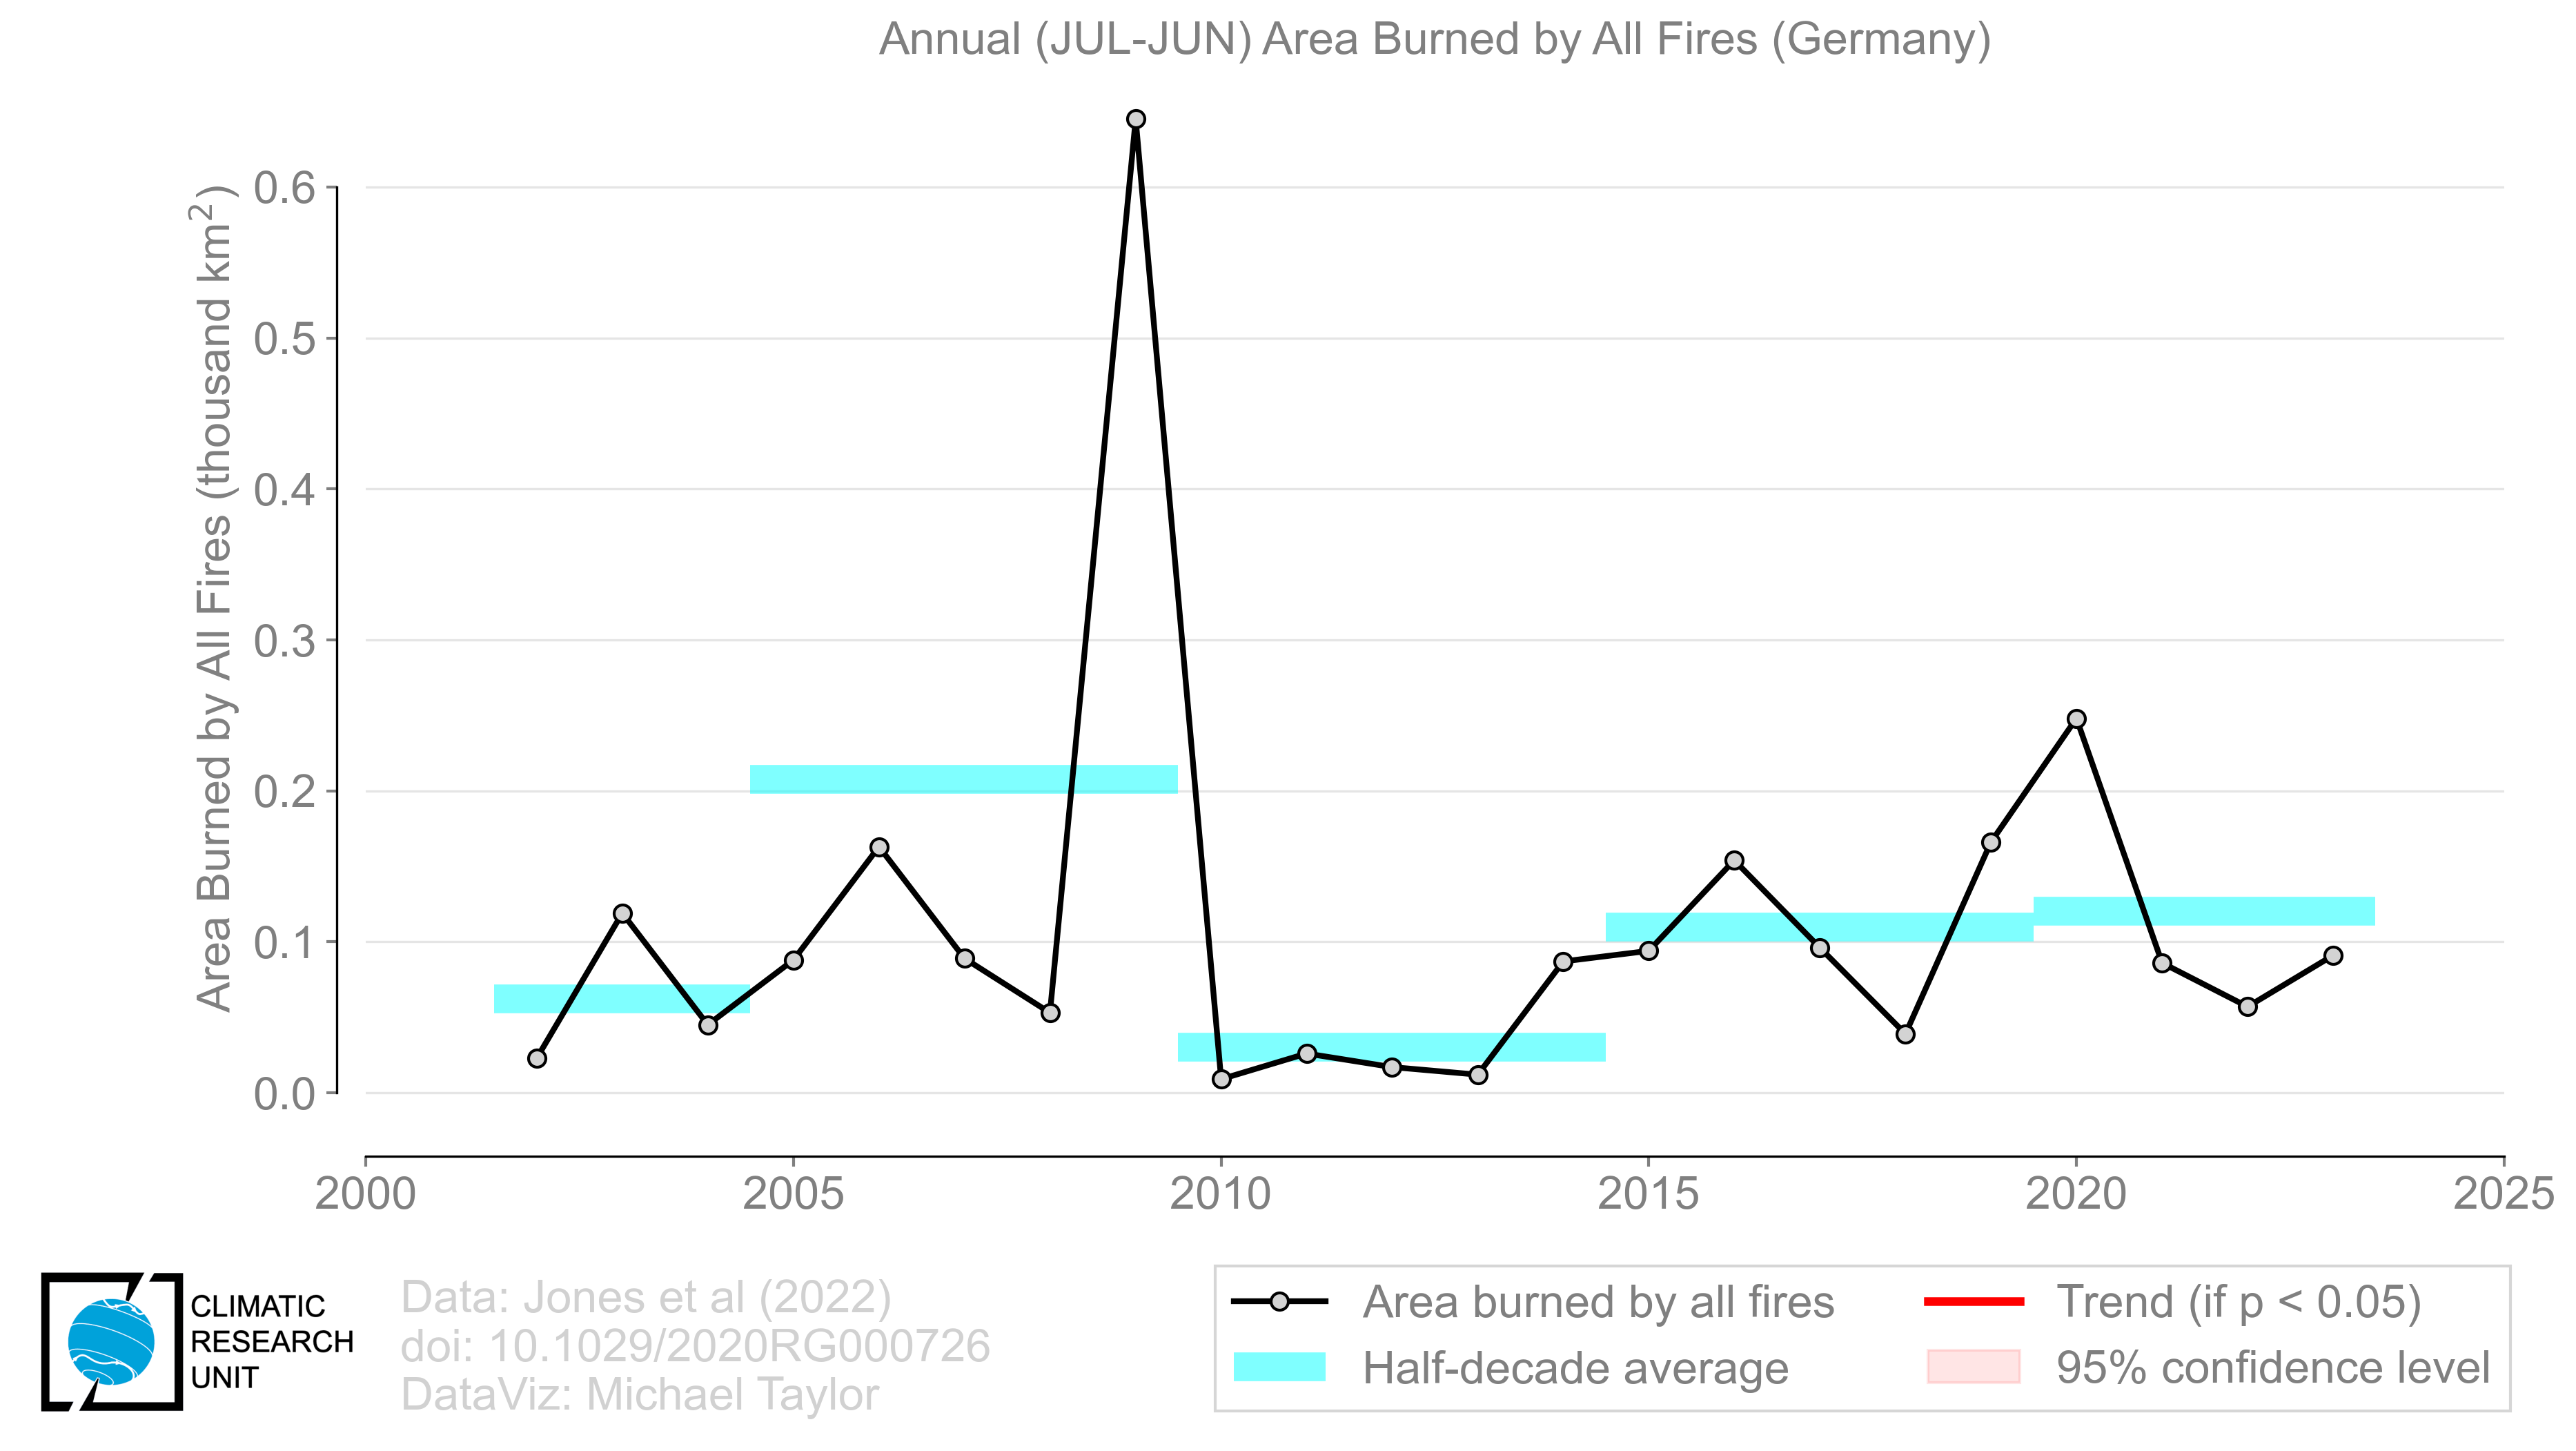 Annual (JUL-JUN) Area Burned by All Fires (Germany)
Area Burned by All Fires (thousand km²)
0.6
0.5
0.4
0.3
0.2
0.1
0.0
2000 2005 2010 2015 2020 2025
CLIMATIC
RESEARCH
UNIT
Data: Jones et al (2022)
doi: 10.1029/2020RG000726
DataViz: Michael Taylor
Area burned by all fires
Half-decade average
Trend (if p < 0.05)
95% confidence level